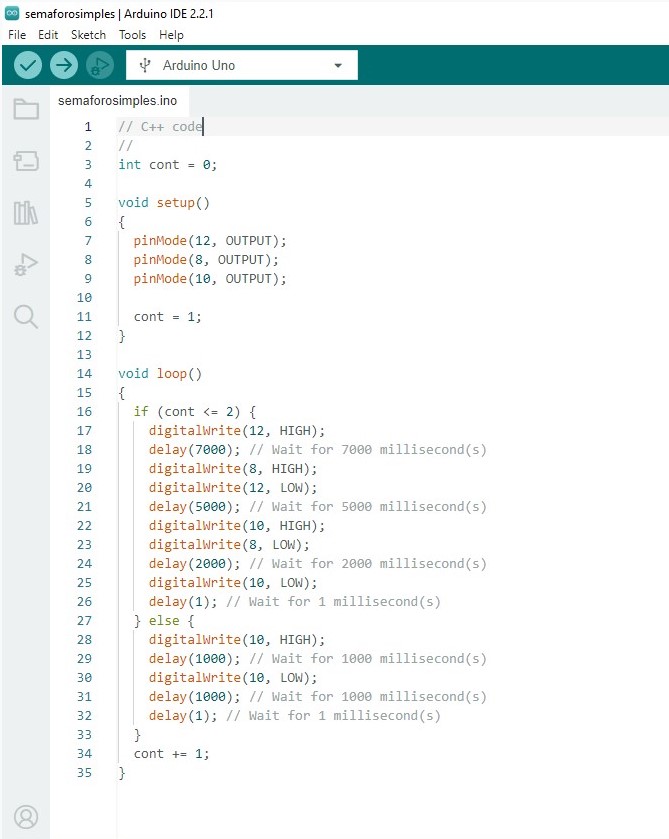 semaforosimples | Arduino IDE 2.2.1
File Edit Sketch Tools Help
Arduino Uno
semaforosimples.ino
1 // C++ code
2 //
3 int cont = 0;
4
5 void setup()
6 {
7   pinMode(12, OUTPUT);
8   pinMode(8, OUTPUT);
9   pinMode(10, OUTPUT);
10
11   cont = 1;
12 }
13
14 void loop()
15 {
16   if (cont <= 2) {
17     digitalWrite(12, HIGH);
18     delay(7000); // Wait for 7000 millisecond(s)
19     digitalWrite(8, HIGH);
20     digitalWrite(12, LOW);
21     delay(5000); // Wait for 5000 millisecond(s)
22     digitalWrite(10, HIGH);
23     digitalWrite(8, LOW);
24     delay(2000); // Wait for 2000 millisecond(s)
25     digitalWrite(10, LOW);
26     delay(1); // Wait for 1 millisecond(s)
27   } else {
28     digitalWrite(10, HIGH);
29     delay(1000); // Wait for 1000 millisecond(s)
30     digitalWrite(10, LOW);
31     delay(1000); // Wait for 1000 millisecond(s)
32     delay(1); // Wait for 1 millisecond(s)
33   }
34   cont += 1;
35 }